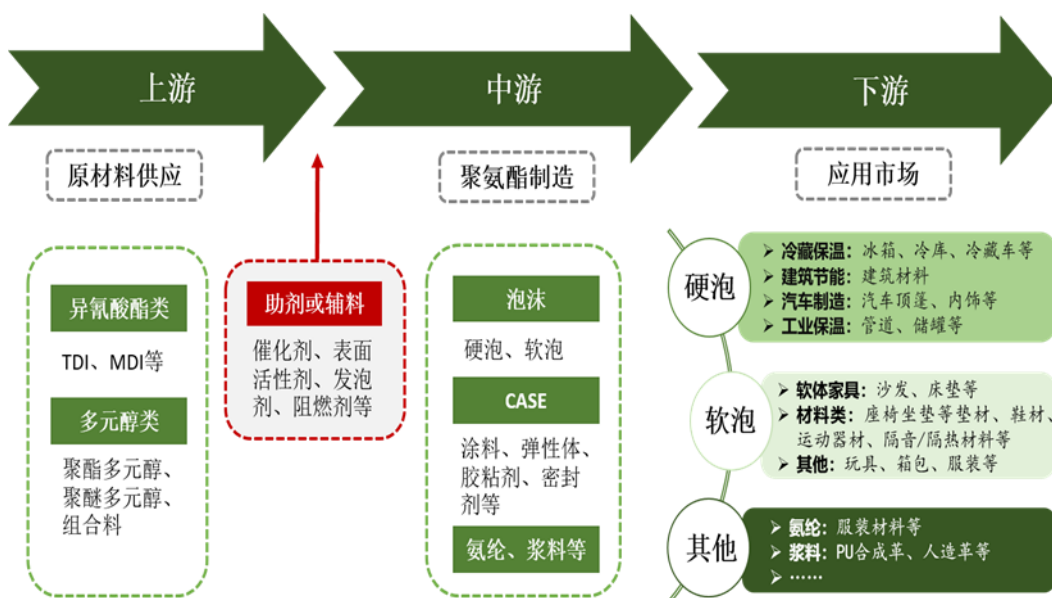 上游
中游
下游
原材料供应
聚氨酯制造
应用市场
异氰酸酯类
TDI、MDI等
多元醇类
聚酯多元醇、
聚醚多元醇、
组合料
助剂或辅料
催化剂、表面
活性剂、发泡
剂、阻燃剂等
泡沫
硬泡、软泡
CASE
涂料、弹性体、
胶粘剂、密封
剂等
氨纶、浆料等
硬泡
➢ 冷藏保温：冰箱、冷库、冷藏车等
➢ 建筑节能：建筑材料
➢ 汽车制造：汽车顶篷、内饰等
➢ 工业保温：管道、储罐等
软泡
➢ 软体家具：沙发、床垫等
➢ 材料类：座椅坐垫等垫材、鞋材、
运动器材、隔音/隔热材料等
➢ 其他：玩具、箱包、服装等
其他
➢ 氨纶：服装材料等
➢ 浆料：PU合成革、人造革等
➢ ……